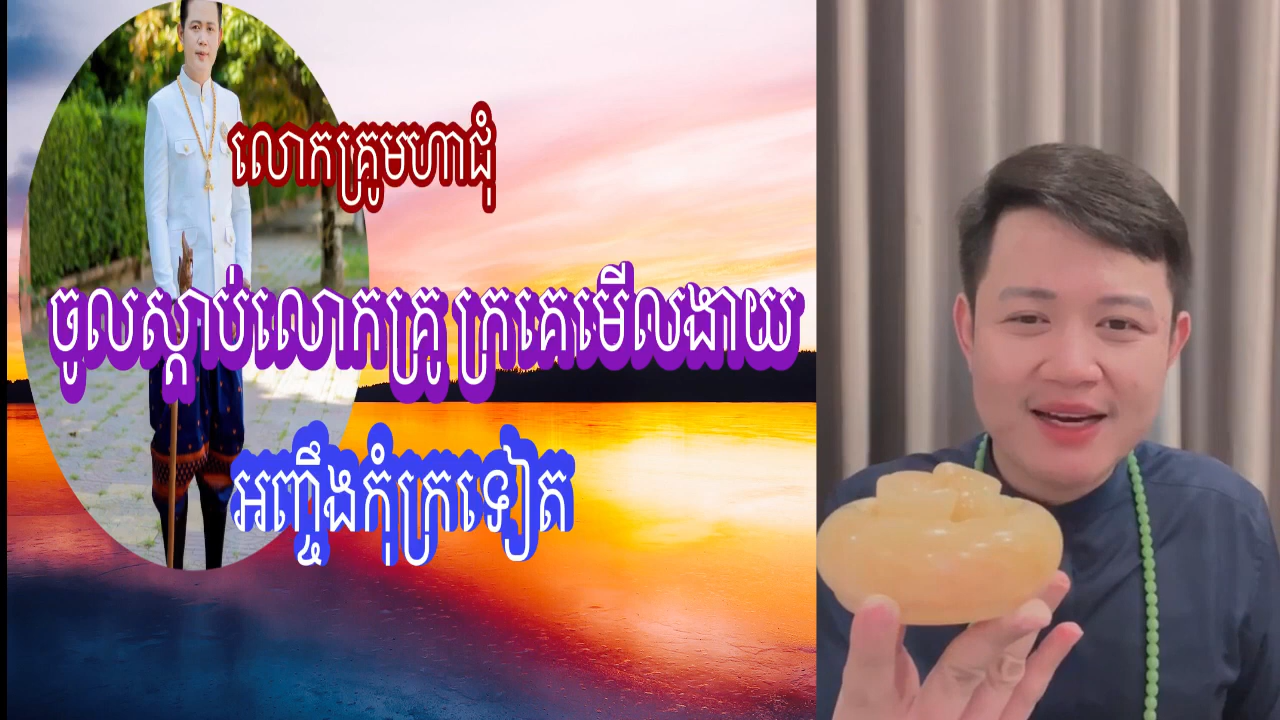 លោកគ្រូមហាជុំ
ចូលស្តាប់លោកគ្រូ ក្រគេមើលងាយ
អញ្ចឹងកុំក្រទៀត